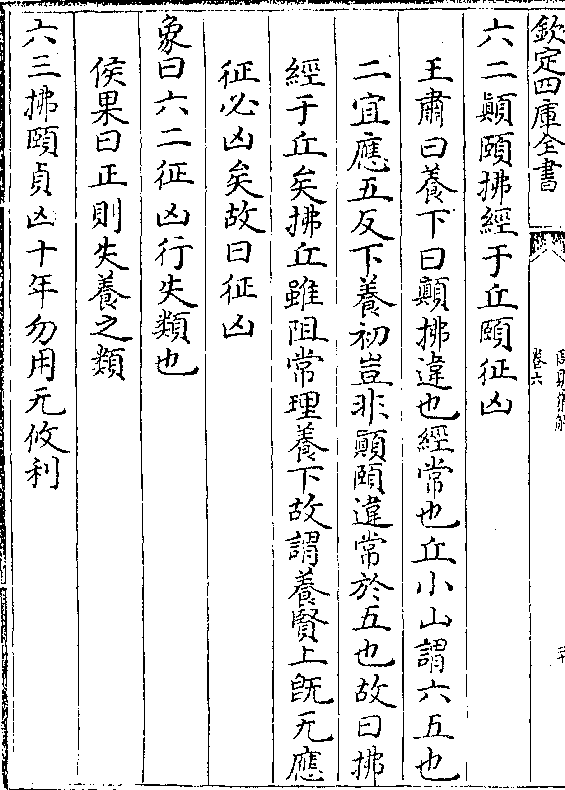 欽定四庫全書
卷六
六二顛頤拂經于丘頤征凶
王肅曰養下曰顛拂違也經常也丘小山謂六五也
二宜應五反下養初豈非顛頤違常於五也故曰拂
經于丘矣拂丘雖阻常理養下故謂養賢上旣无應
征必凶矣故曰征凶
象曰六二征凶行失類也
侯果曰正則失養之類
六三拂頤貞凶十年勿用无攸利